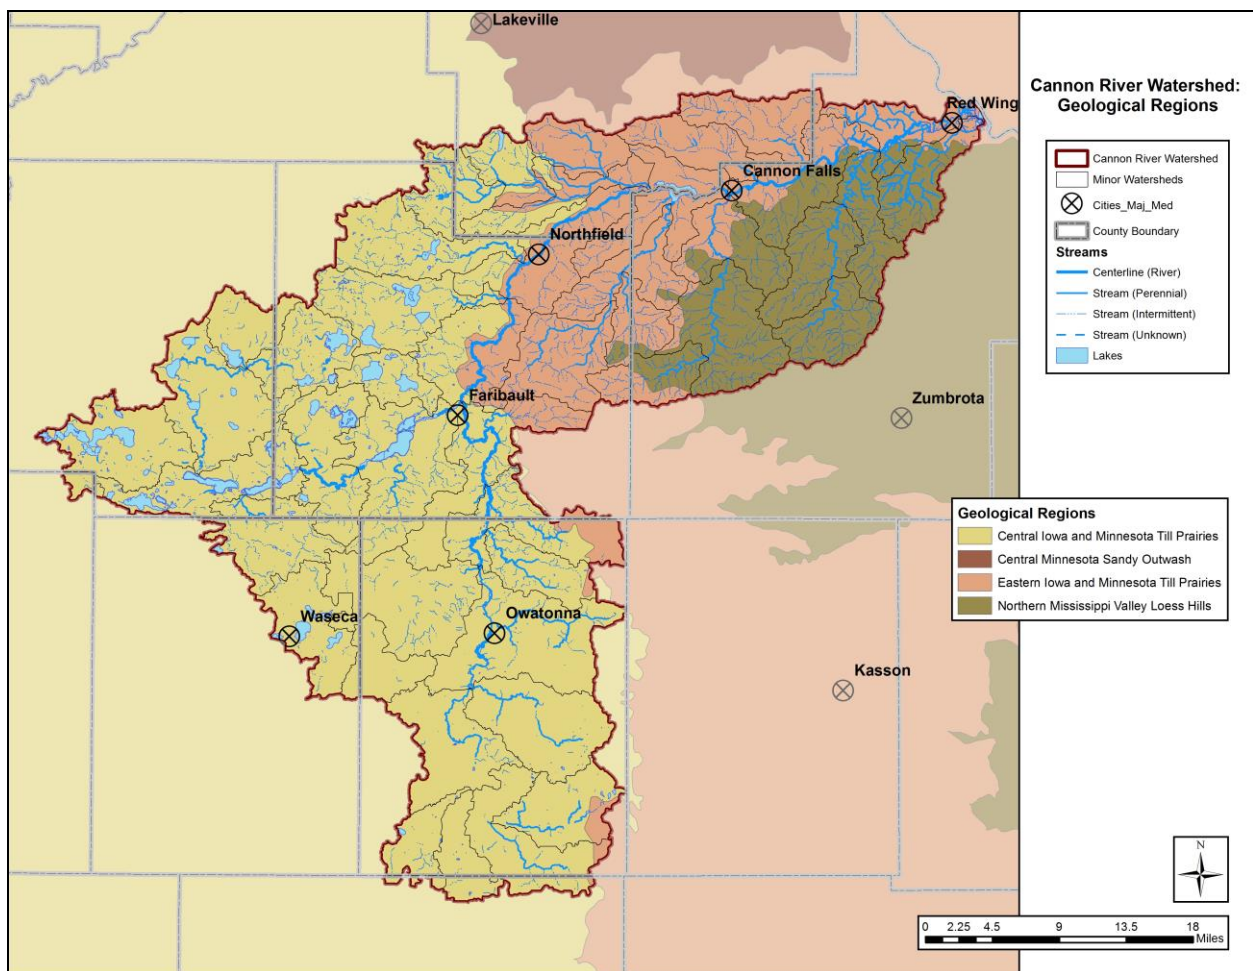 Lakeville
Red Wing
Cannon Falls
Northfield
Faribault
Zumbrota
Waseca
Owatonna
Kasson
Cannon River Watershed:
Geological Regions
Cannon River Watershed
Minor Watersheds
Cities_Maj_Med
County Boundary
Streams
Centerline (River)
Stream (Perennial)
Stream (Intermittent)
Stream (Unknown)
Lakes
Geological Regions
Central Iowa and Minnesota Till Prairies
Central Minnesota Sandy Outwash
Eastern Iowa and Minnesota Till Prairies
Northern Mississippi Valley Loess Hills
N
0 2.25 4.5 9 13.5 18
Miles